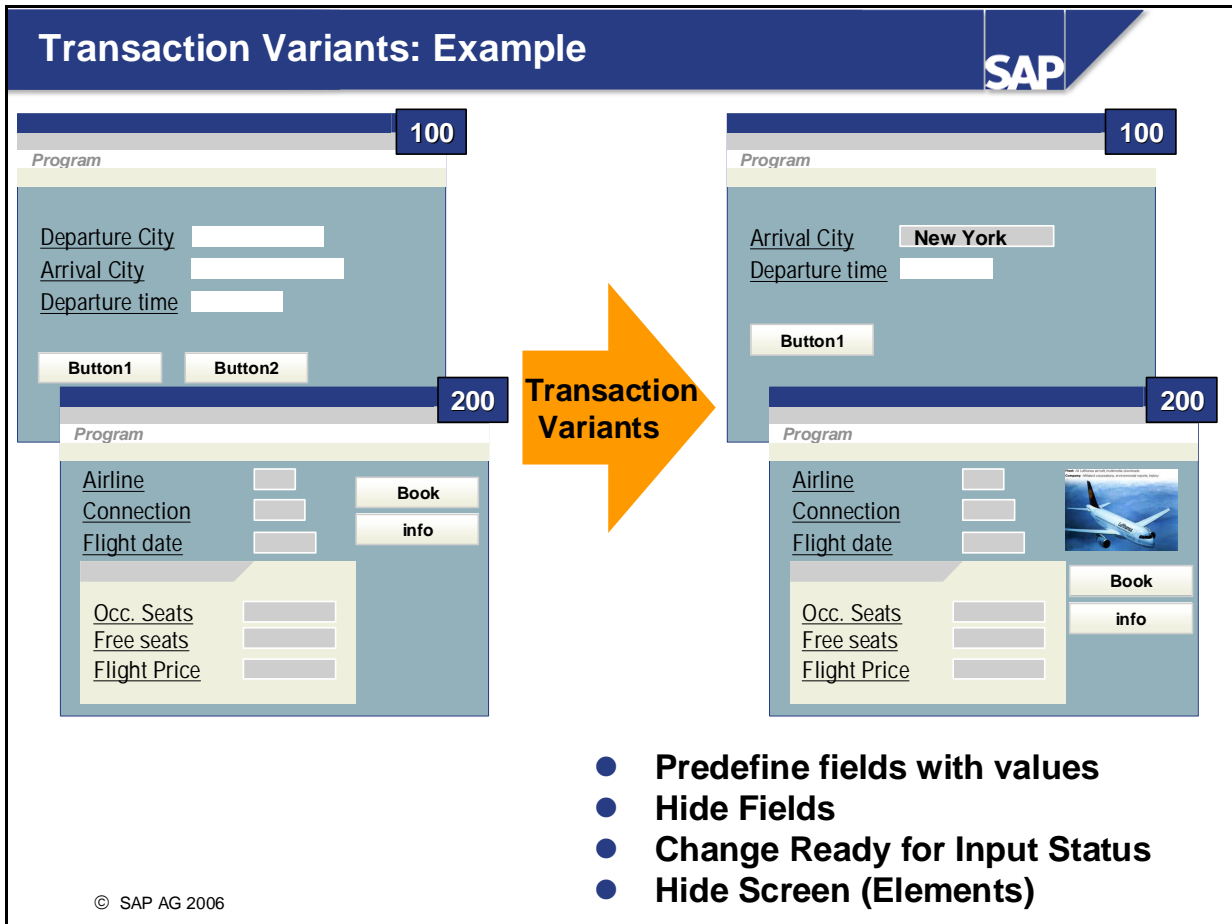 Transaction Variants: Example
SAP
100
Program
Departure City
Arrival City
Departure time
Button1 Button2
200
Program
Airline
Connection
Flight date
Book
info
Occ. Seats
Free seats
Flight Price
Transaction
Variants
100
Program
Arrival City New York
Departure time
Button1
200
Program
Airline
Connection
Flight date
Lufthansa
Book
info
Occ. Seats
Free seats
Flight Price
Predefine fields with values
Hide Fields
Change Ready for Input Status
Hide Screen (Elements)
© SAP AG 2006